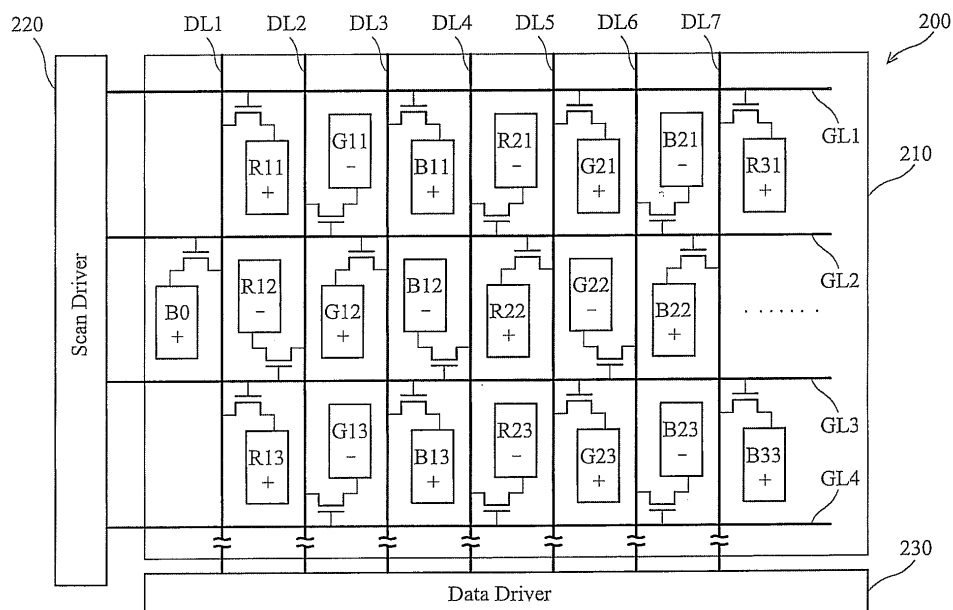 220
DL1 DL2 DL3 DL4 DL5 DL6 DL7
200
GL1
G11 R21 B21
-
-
-
R11 B11 G21 R31
+
+
+
+
210
Scan Driver
GL2
R12 B12 G22
-
-
-
B0 G12 R22 B22
+
+
+
+
.......
GL3
G13 R23 B23
-
-
-
R13 B13 G23 B33
+
+
+
+
GL4
230
Data Driver